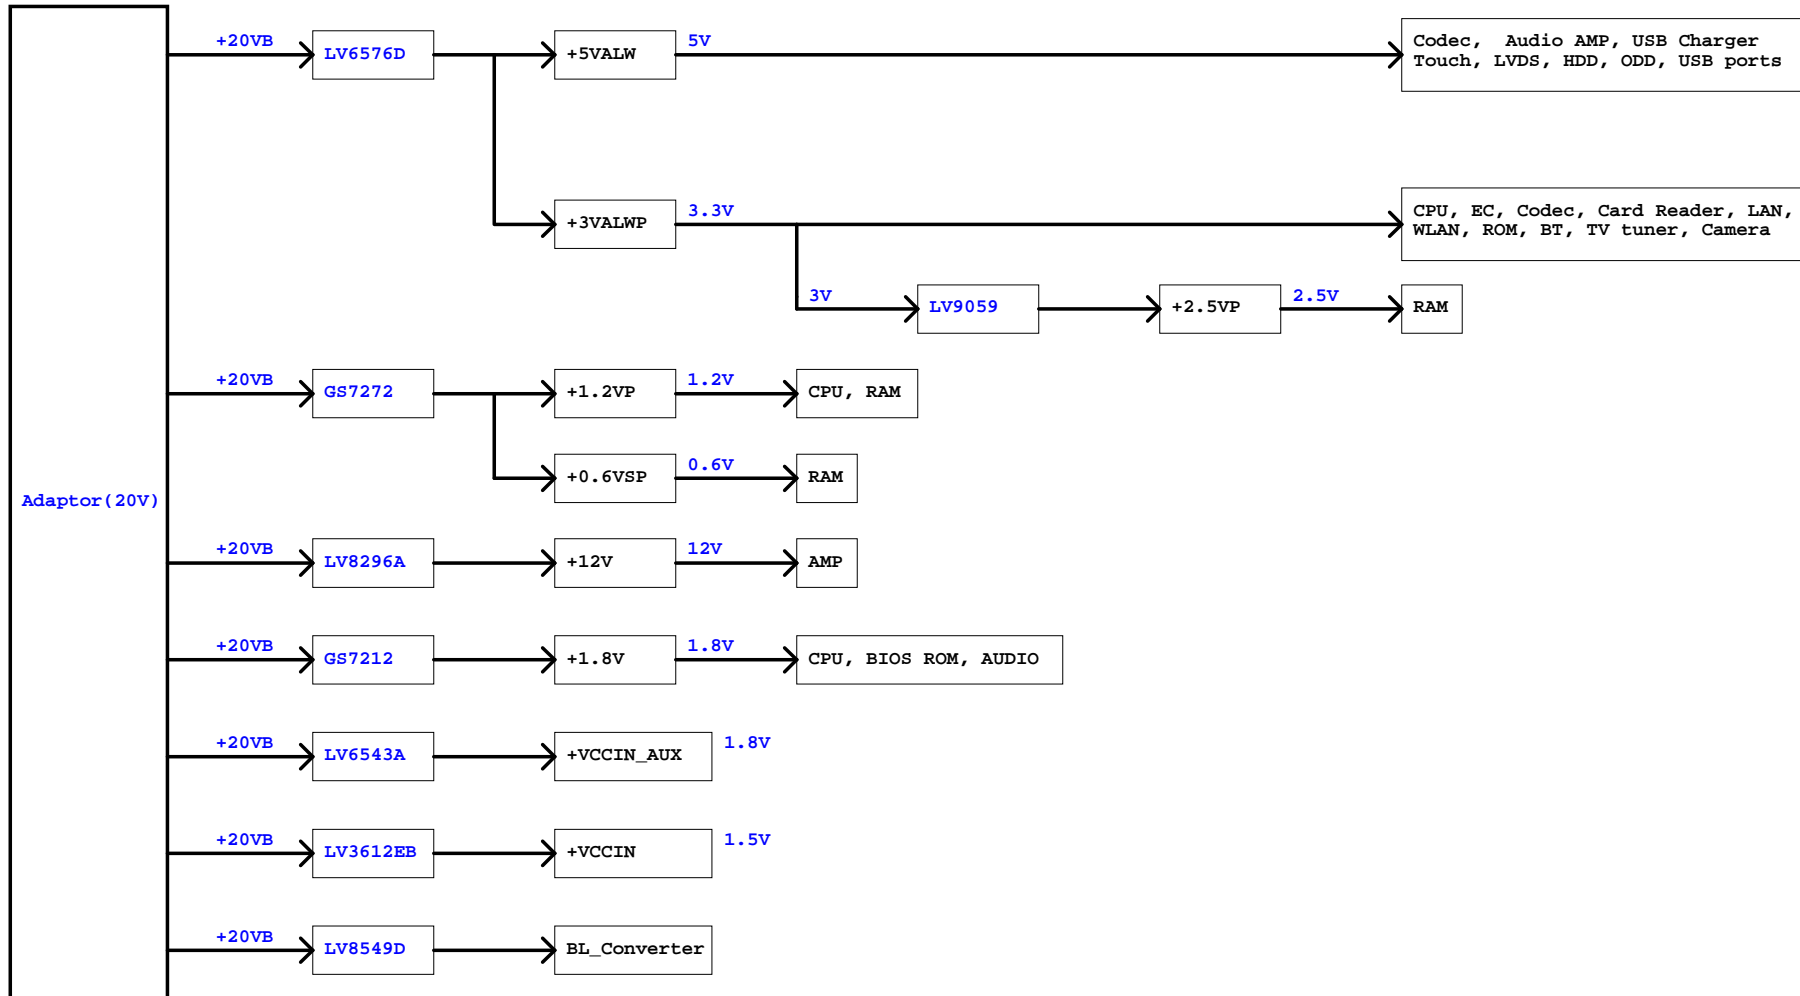 +20VB
LV6576D
+5VALW
5V
Codec,  Audio AMP, USB Charger
Touch, LVDS, HDD, ODD, USB ports
+3VALWP
3.3V
CPU, EC, Codec, Card Reader, LAN,
WLAN, ROM, BT, TV tuner, Camera
3V
LV9059
+2.5VP
2.5V
RAM
+20VB
GS7272
+1.2VP
1.2V
CPU, RAM
+0.6VSP
0.6V
RAM
Adaptor(20V)
+20VB
LV8296A
+12V
12V
AMP
+20VB
GS7212
+1.8V
1.8V
CPU, BIOS ROM, AUDIO
+20VB
LV6543A
+VCCIN_AUX
1.8V
+20VB
LV3612EB
+VCCIN
1.5V
+20VB
LV8549D
BL_Converter